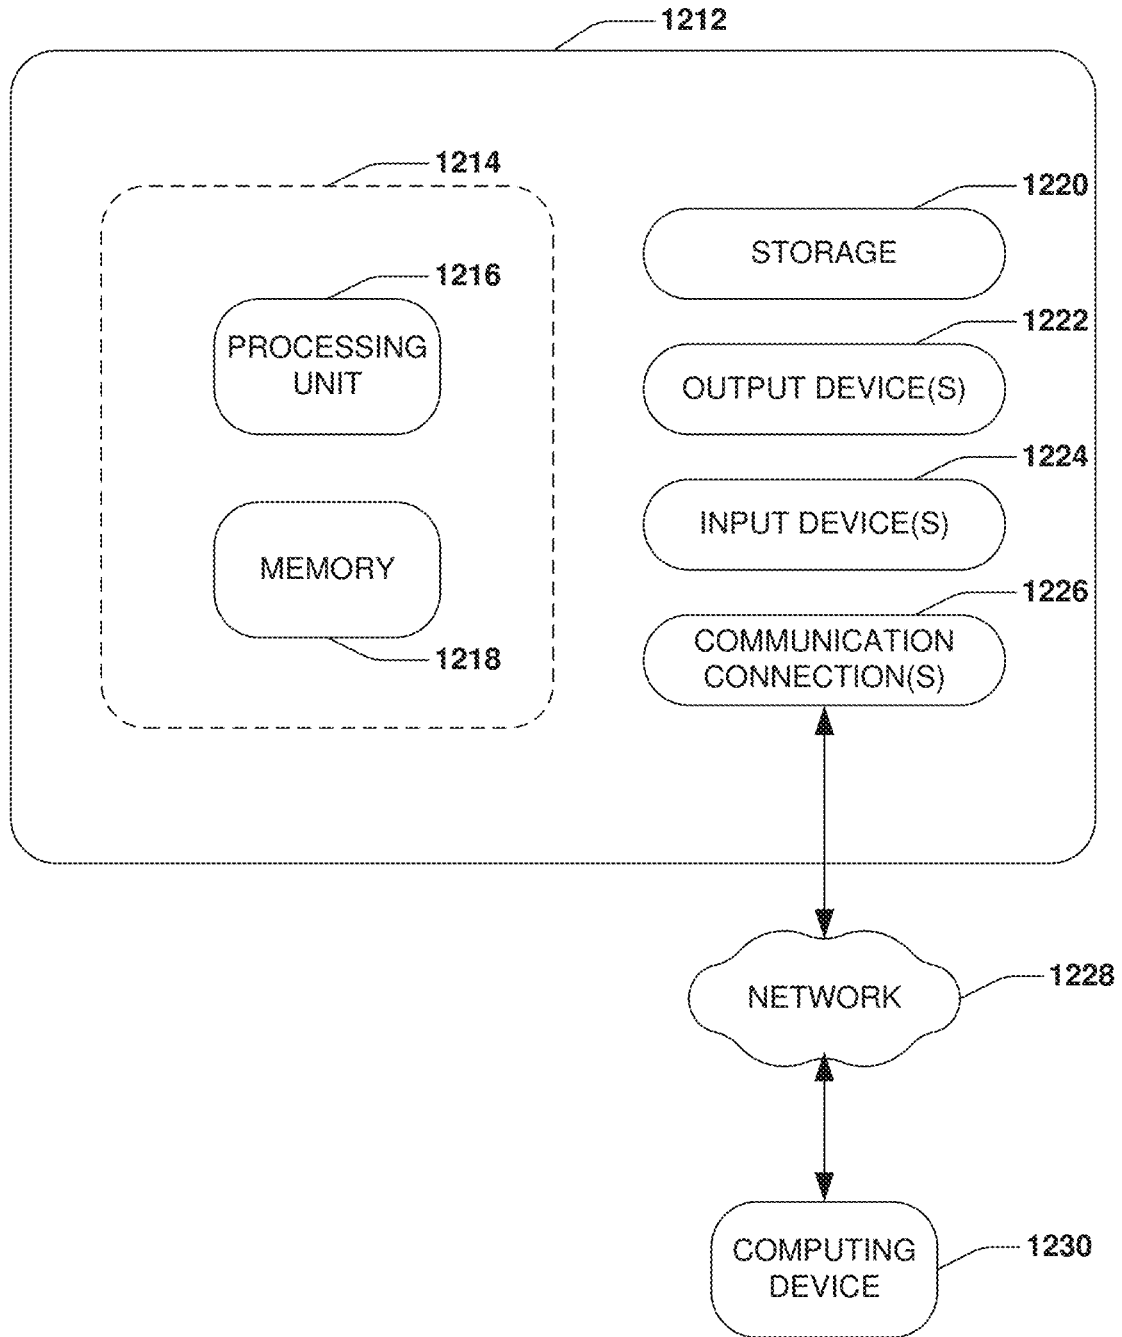 1212
1214
1216
PROCESSING
UNIT
MEMORY
1218
1220
STORAGE
1222
OUTPUT DEVICE(S)
1224
INPUT DEVICE(S)
1226
COMMUNICATION
CONNECTION(S)
NETWORK
1228
COMPUTING
DEVICE
1230